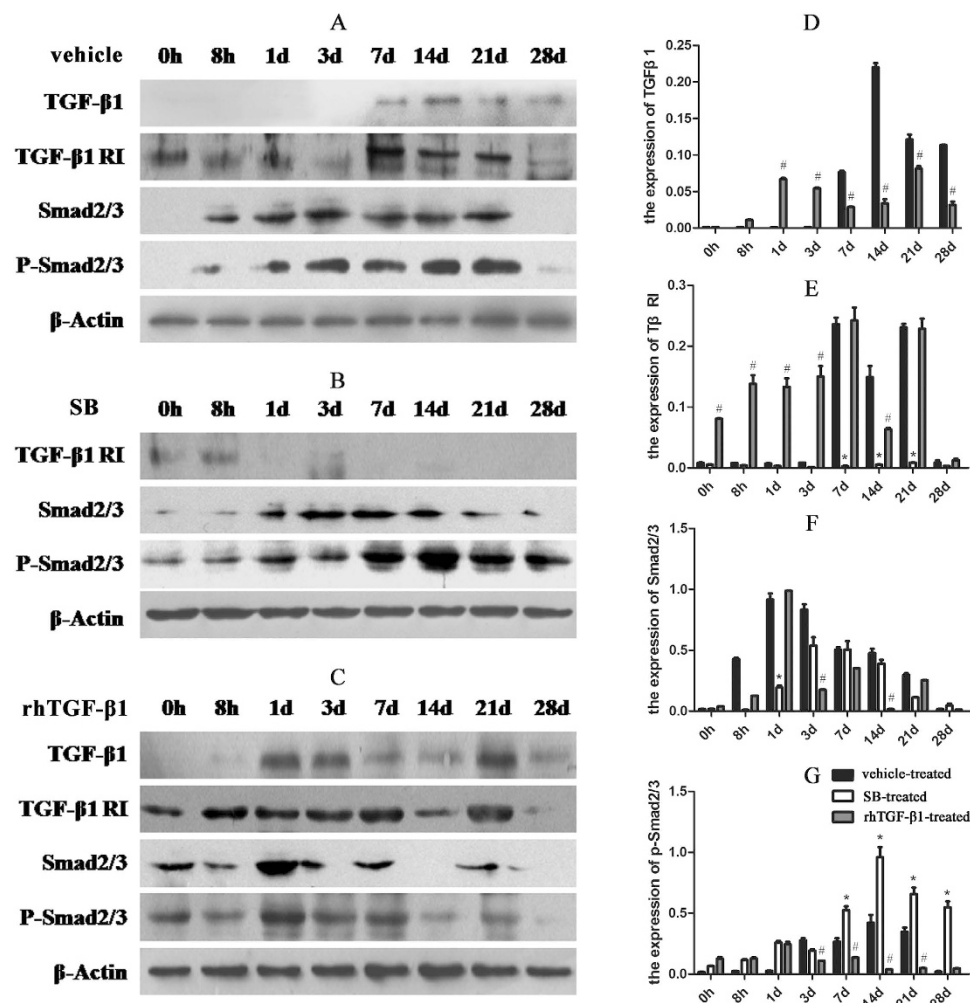 A
vehicle 0h 8h 1d 3d 7d 14d 21d 28d
TGF-β1
TGF-β1 RI
Smad2/3
P-Smad2/3
β-Actin
B
SB 0h 8h 1d 3d 7d 14d 21d 28d
TGF-β1 RI
Smad2/3
P-Smad2/3
β-Actin
C
rhTGF-β1 0h 8h 1d 3d 7d 14d 21d 28d
TGF-β1
TGF-β1 RI
Smad2/3
P-Smad2/3
β-Actin
D
the expression of TGFβ 1
0.25
0.20
0.15
0.10
0.05
0.00
# # # # # #
0h 8h 1d 3d 7d 14d 21d 28d
E
the expression of Tβ RI
0.3
0.2
0.1
0.0
# # # # * * # *
0h 8h 1d 3d 7d 14d 21d 28d
F
the expression of Smad2/3
1.5
1.0
0.5
0.0
* # #
0h 8h 1d 3d 7d 14d 21d 28d
G
the expression of p-Smad2/3
1.5
1.0
0.5
0.0
vehicle-treated
SB-treated
rhTGF-β1-treated
# * # * # * # *
0h 8h 1d 3d 7d 14d 21d 28d